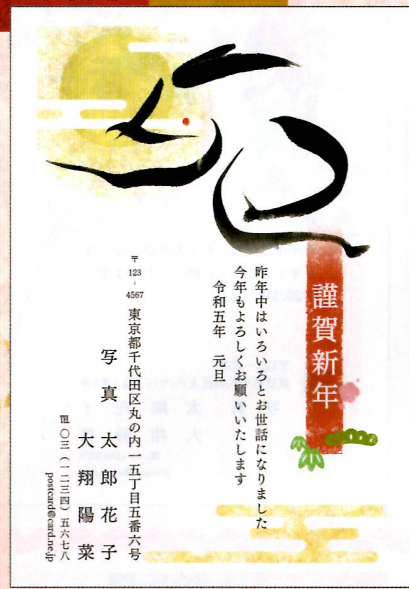 卯
謹賀新年
昨年中はいろいろとお世話になりました
今年もよろしくお願いいたします
令和五年 元旦
〒123-4567 東京都千代田区丸の内一五丁目五番六号
写真 太郎 花子
大翔 陽菜
TEL 〇三(一二三四)五六七八
postcard@card.ne.jp